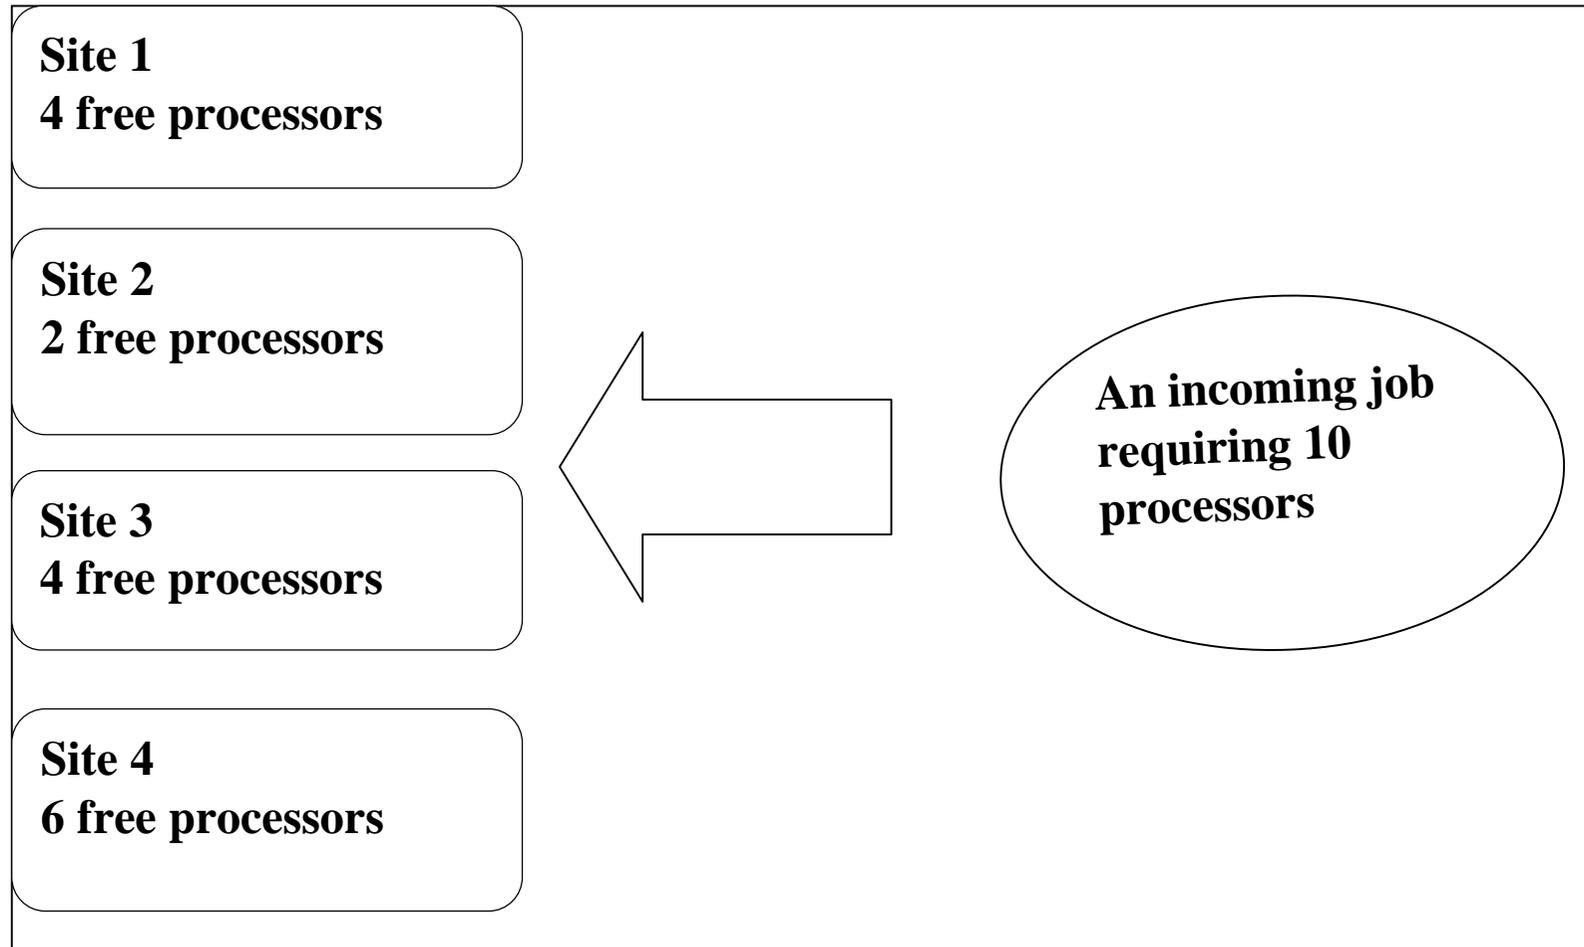 Site 1
4 free processors
Site 2
2 free processors
Site 3
4 free processors
Site 4
6 free processors
An incoming job
requiring 10
processors